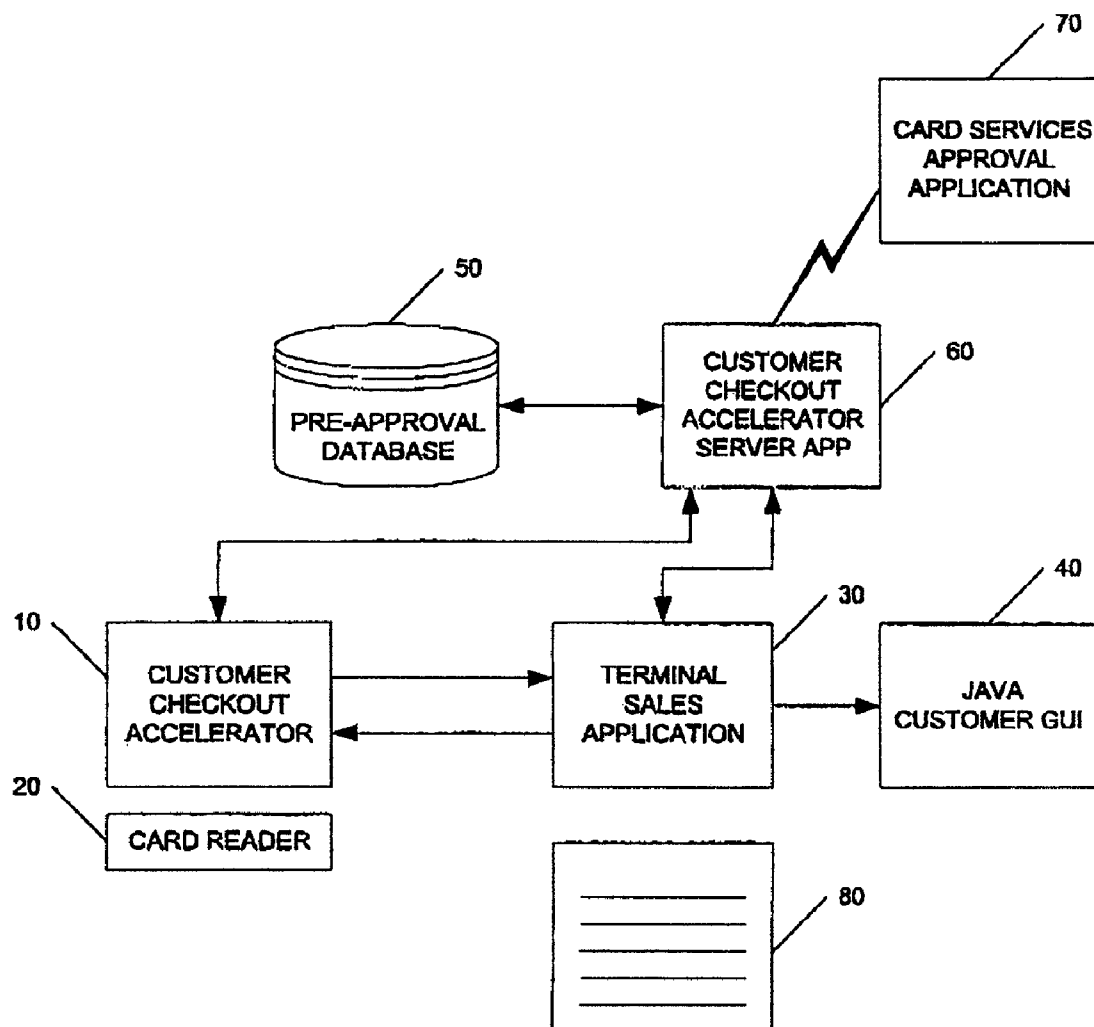 70
CARD SERVICES
APPROVAL
APPLICATION
50
PRE-APPROVAL
DATABASE
60
CUSTOMER
CHECKOUT
ACCELERATOR
SERVER APP
10
CUSTOMER
CHECKOUT
ACCELERATOR
30
TERMINAL
SALES
APPLICATION
40
JAVA
CUSTOMER GUI
20
CARD READER
80